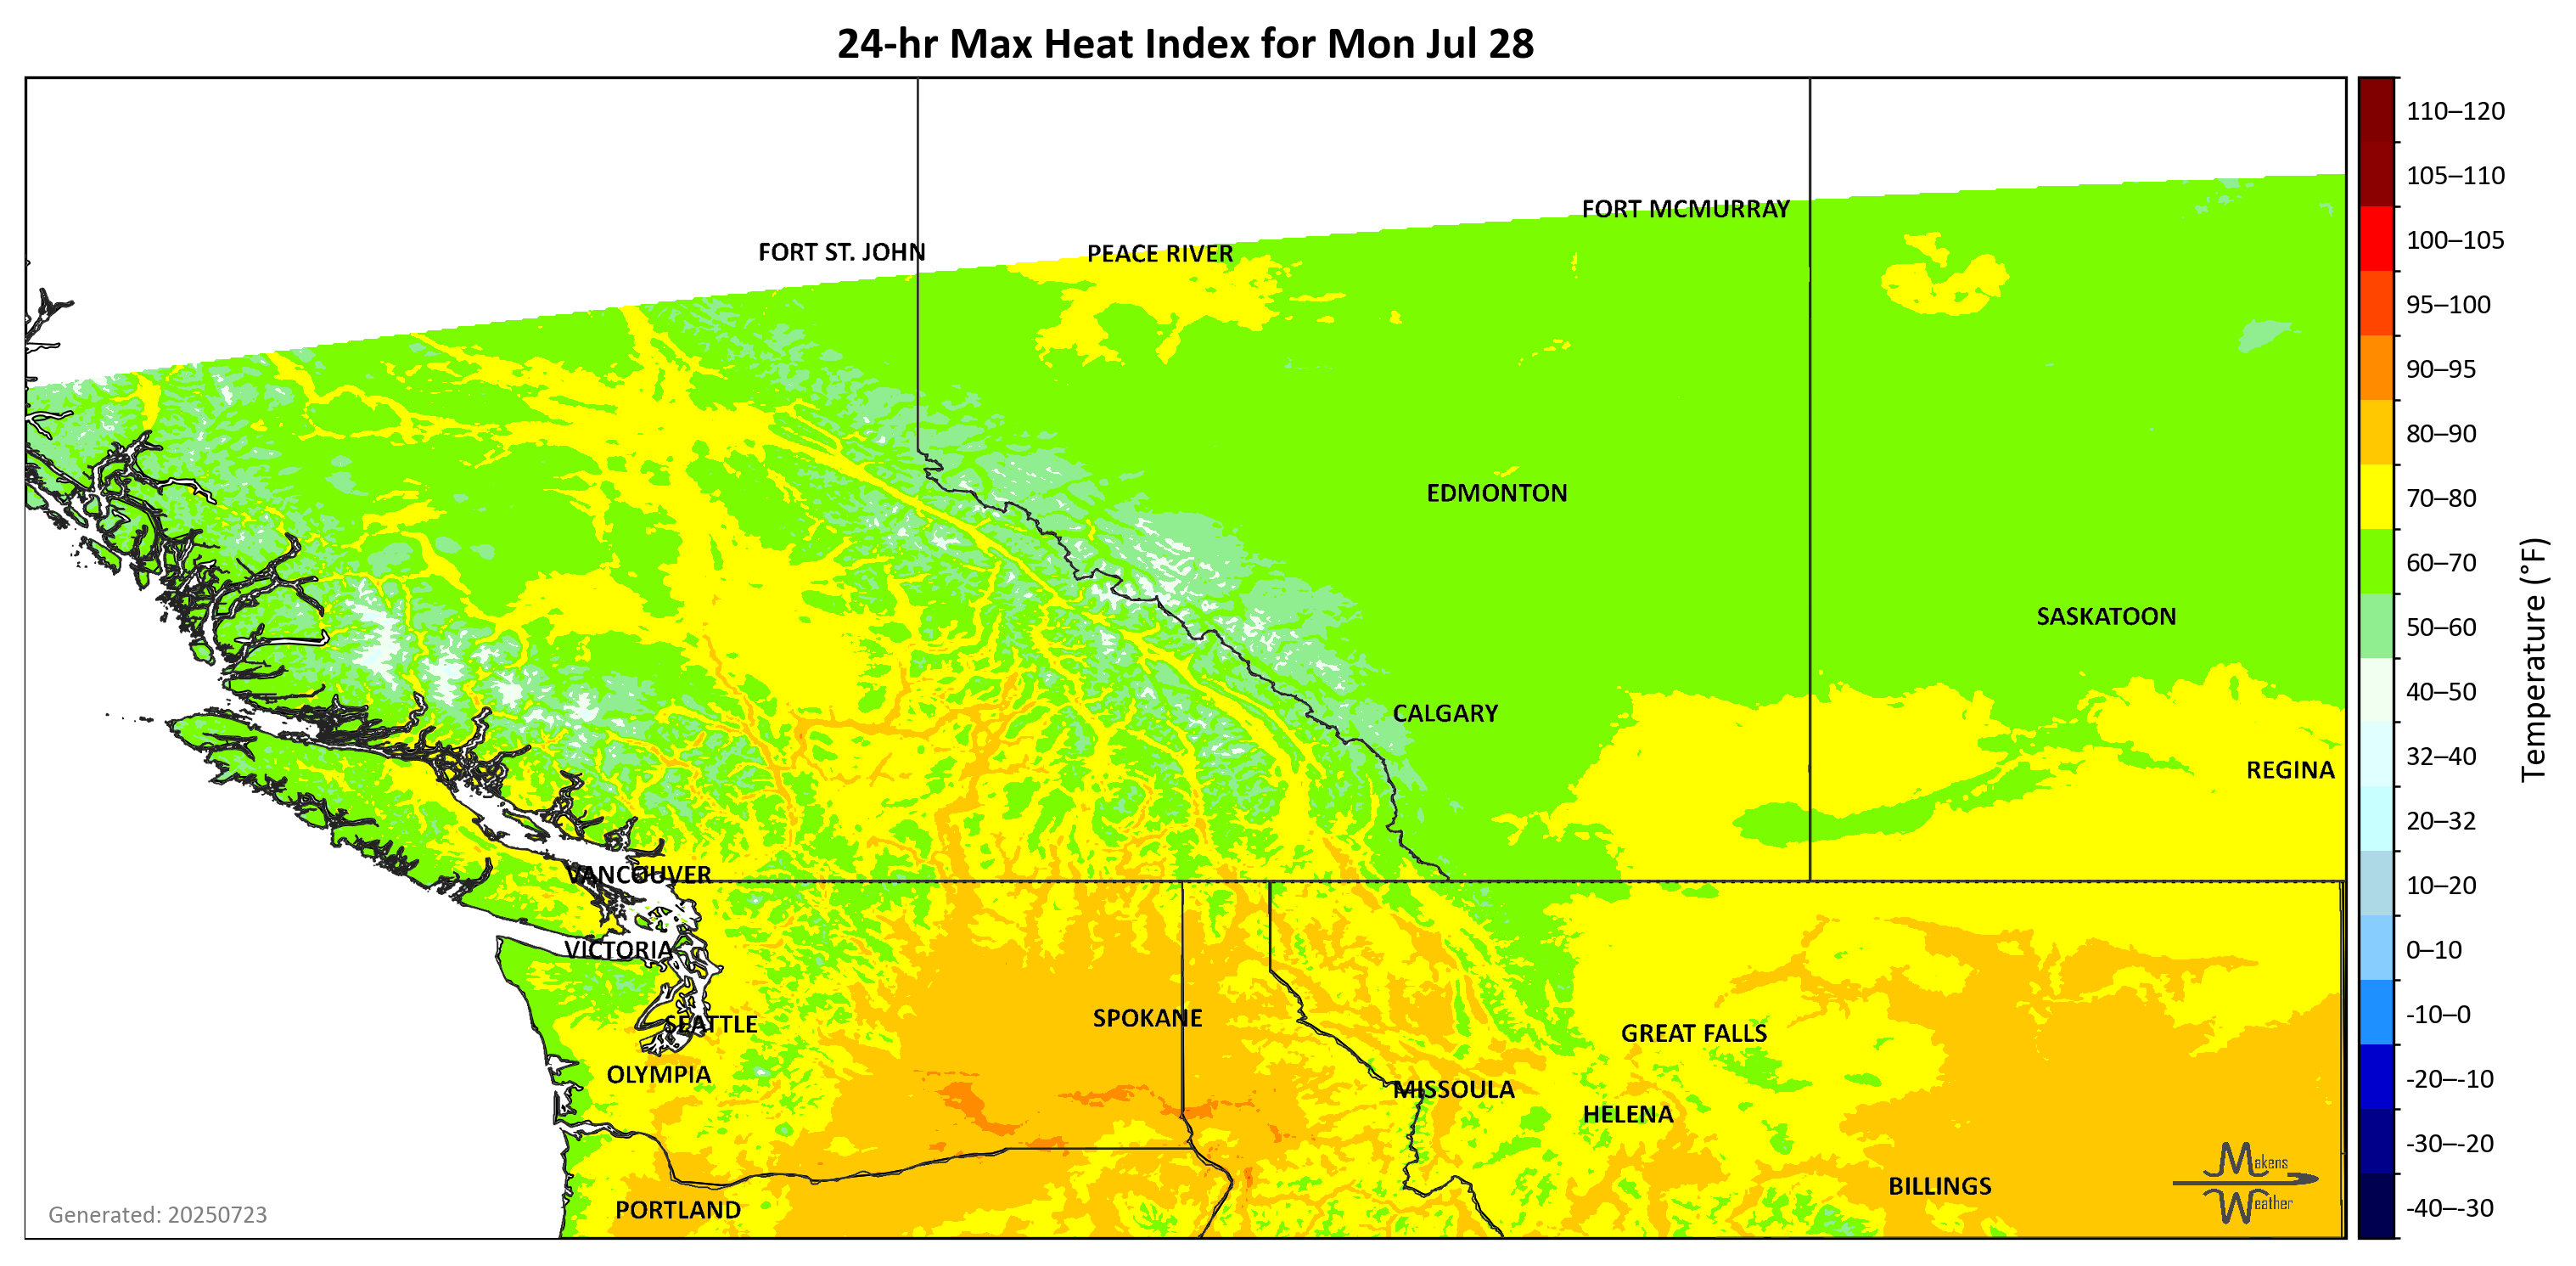 24-hr Max Heat Index for Mon Jul 28
110–120
105–110
FORT MCMURRAY
100–105
FORT ST. JOHN
PEACE RIVER
95–100
90–95
80–90
70–80
EDMONTON
60–70
SASKATOON
50–60
40–50
CALGARY
32–40
REGINA
20–32
VANCOUVER
10–20
VICTORIA
0–10
-10–0
SPOKANE
SEATTLE
GREAT FALLS
OLYMPIA
-20–-10
MISSOULA
HELENA
-30–-20
Makens
Weather
BILLINGS
PORTLAND
-40–-30
Generated: 20250723
Temperature (°F)